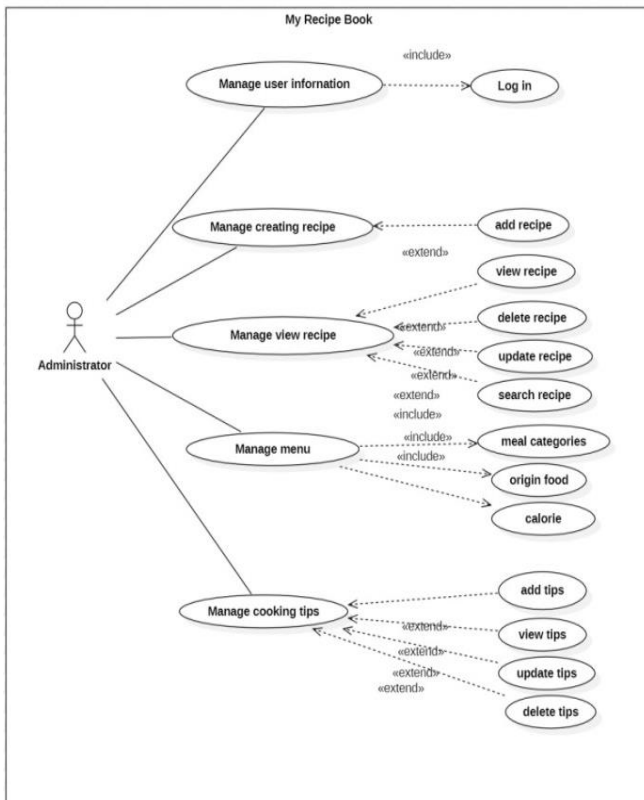 My Recipe Book
«include»
Manage user infornation
Log in
Manage creating recipe
add recipe
«extend»
view recipe
delete recipe
«extend»
Manage view recipe
«extend»
update recipe
Administrator
«extend»
«extend»
search recipe
«include»
«include»
meal categories
Manage menu
«include»
origin food
calorie
add tips
Manage cooking tips
«extend»
view tips
«extend»
«extend»
update tips
«extend»
delete tips